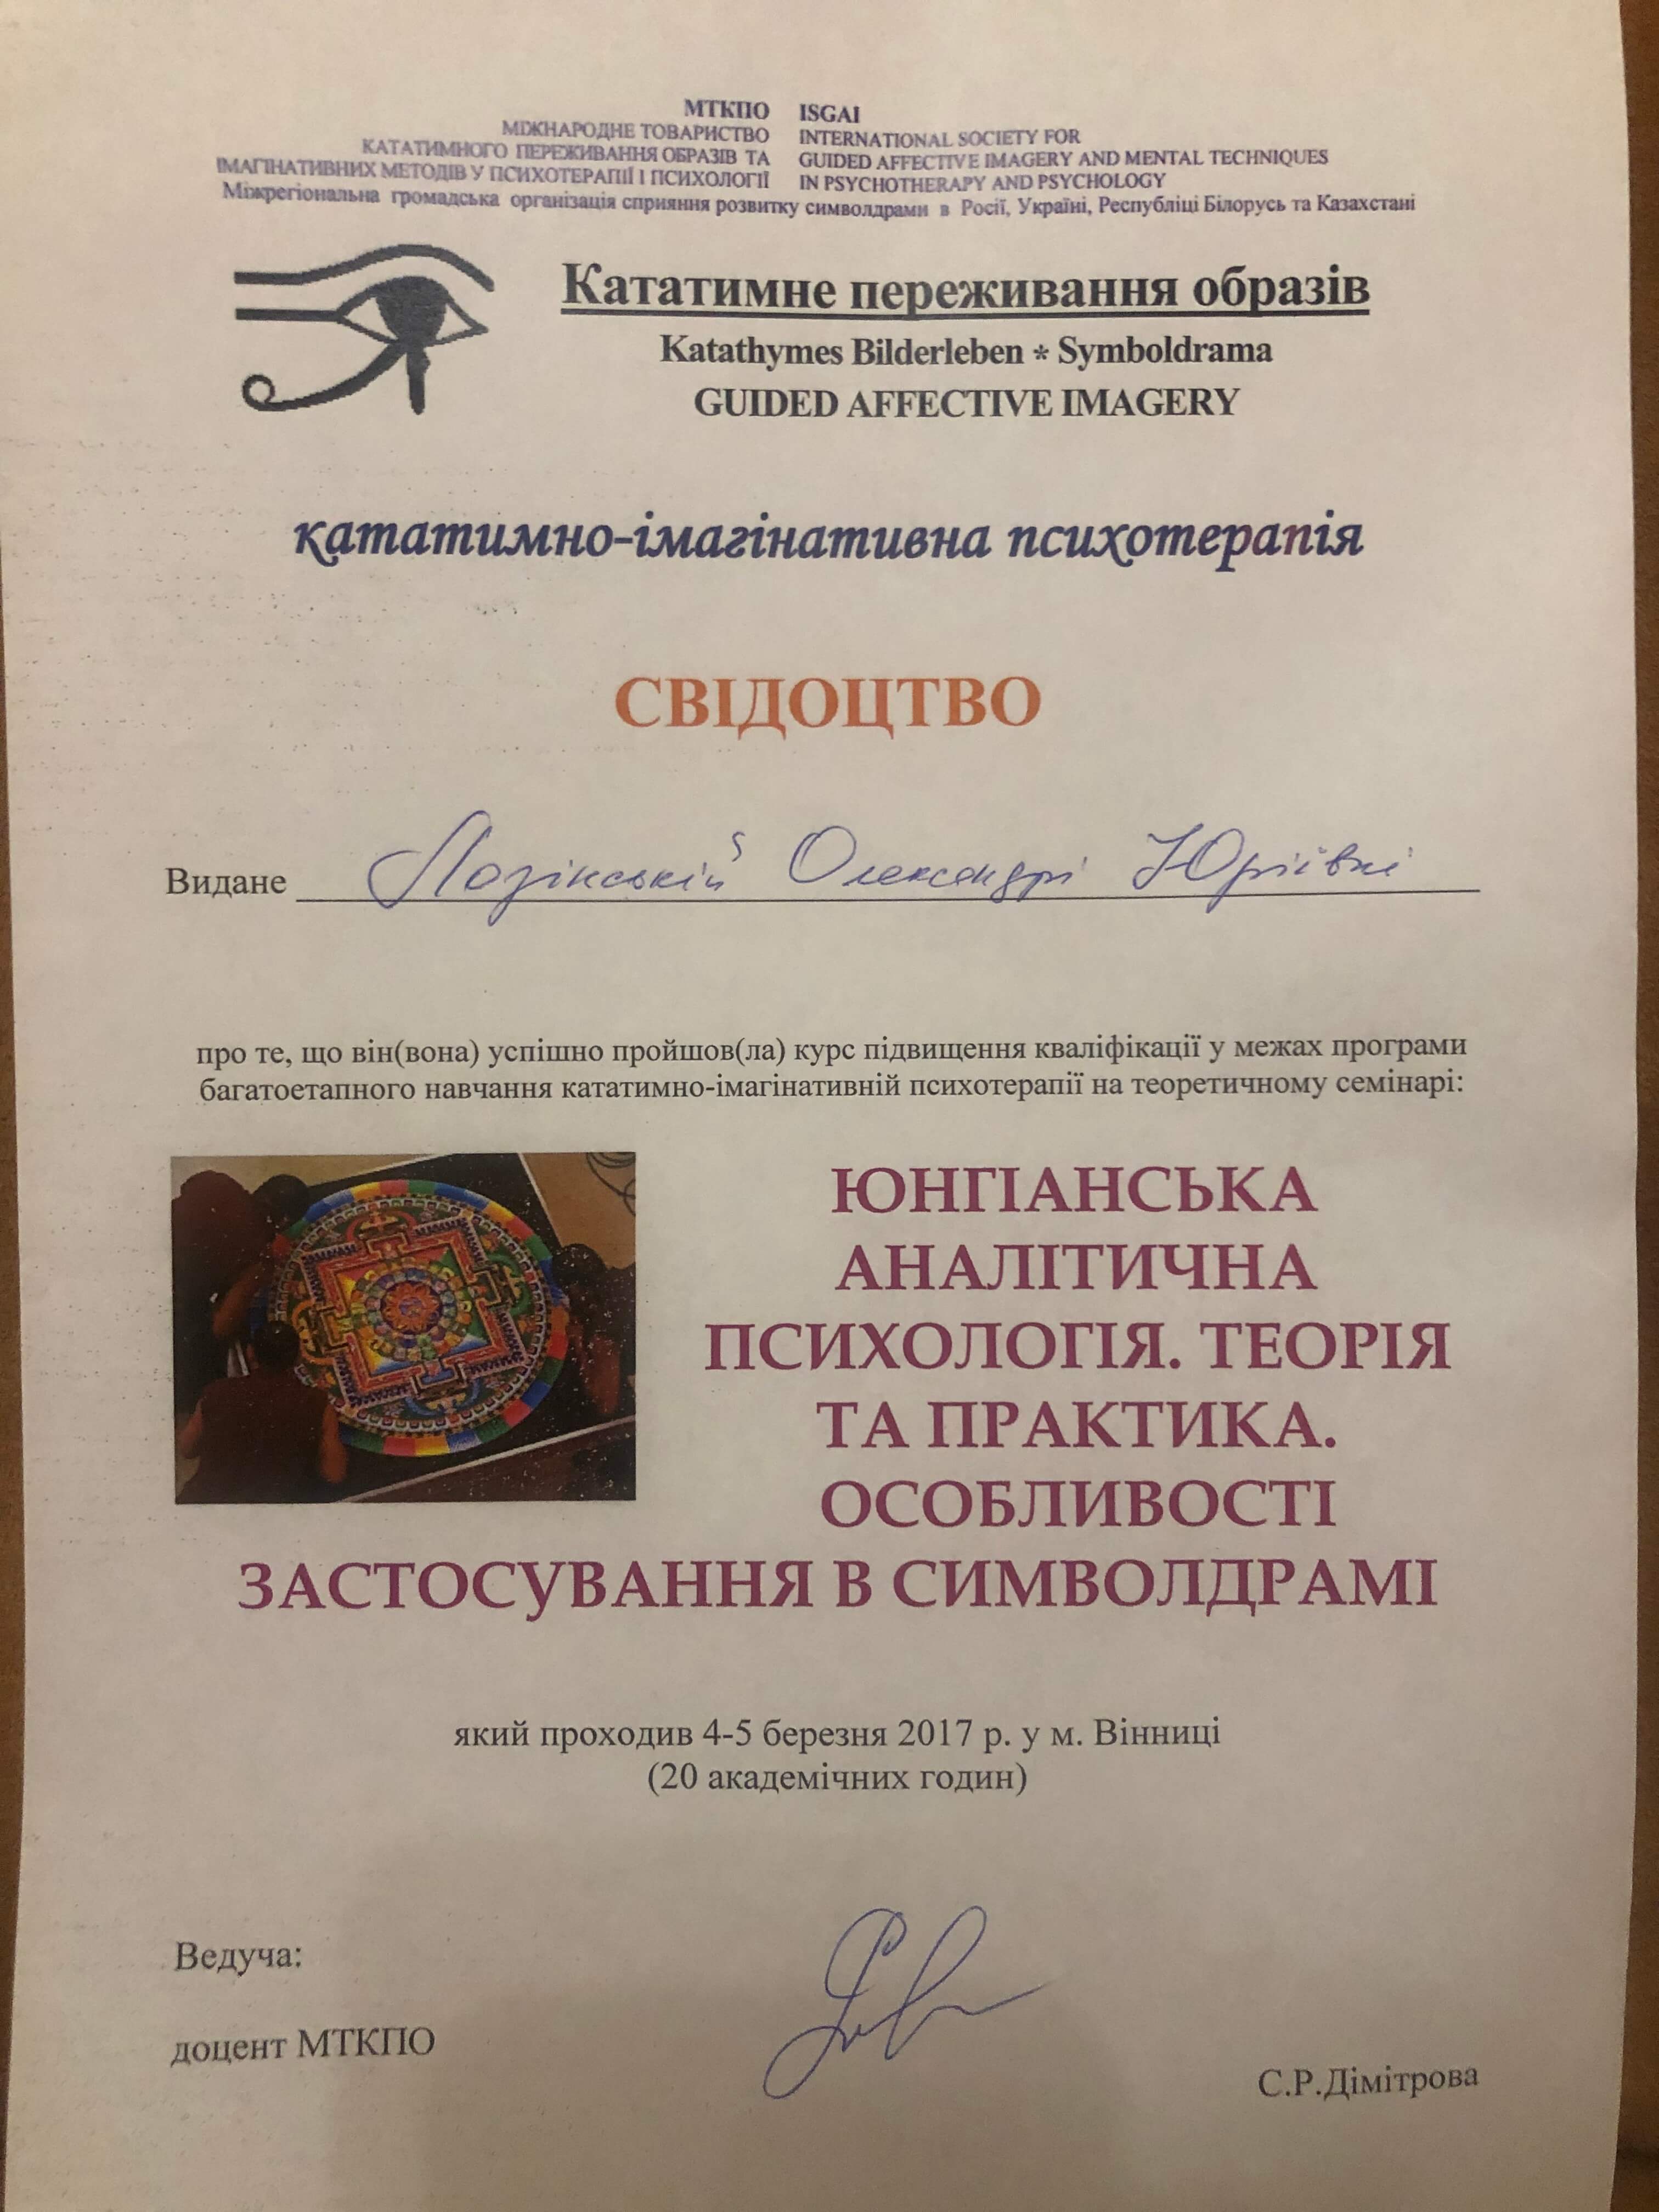 МТКПО ISGAI
МІЖНАРОДНЕ ТОВАРИСТВО INTERNATIONAL SOCIETY FOR
КАТАТИМНОГО ПЕРЕЖИВАННЯ ОБРАЗІВ ТА GUIDED AFFECTIVE IMAGERY AND MENTAL TECHNIQUES
ІМАГІНАТИВНИХ МЕТОДІВ У ПСИХОТЕРАПІЇ І ПСИХОЛОГІЇ IN PSYCHOTHERAPY AND PSYCHOLOGY
Міжрегіональна громадська організація сприяння розвитку символдрами в Росії, Україні, Республіці Білорусь та Казахстані
Кататимне переживання образів
Katathymes Bilderleben * Symboldrama
GUIDED AFFECTIVE IMAGERY
кататимно-імагінативна психотерапія
СВІДОЦТВО
Видане Лозінській Олександрі Юріївні
про те, що він(вона) успішно пройшов(ла) курс підвищення кваліфікації у межах програми
багатоетапного навчання кататимно-імагінативній психотерапії на теоретичному семінарі:
ЮНГІАНСЬКА
АНАЛІТИЧНА
ПСИХОЛОГІЯ. ТЕОРІЯ
ТА ПРАКТИКА.
ОСОБЛИВОСТІ
ЗАСТОСУВАННЯ В СИМВОЛДРАМІ
який проходив 4-5 березня 2017 р. у м. Вінниці
(20 академічних годин)
Ведуча:
доцент МТКПО
С.Р.Дімітрова